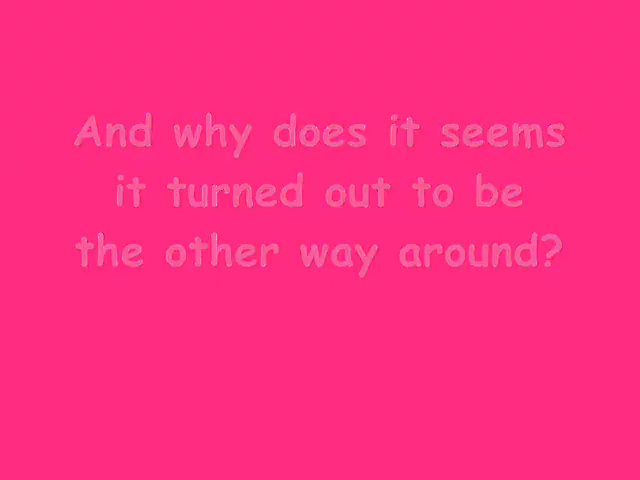 And why does it seems
it turned out to be
the other way around?